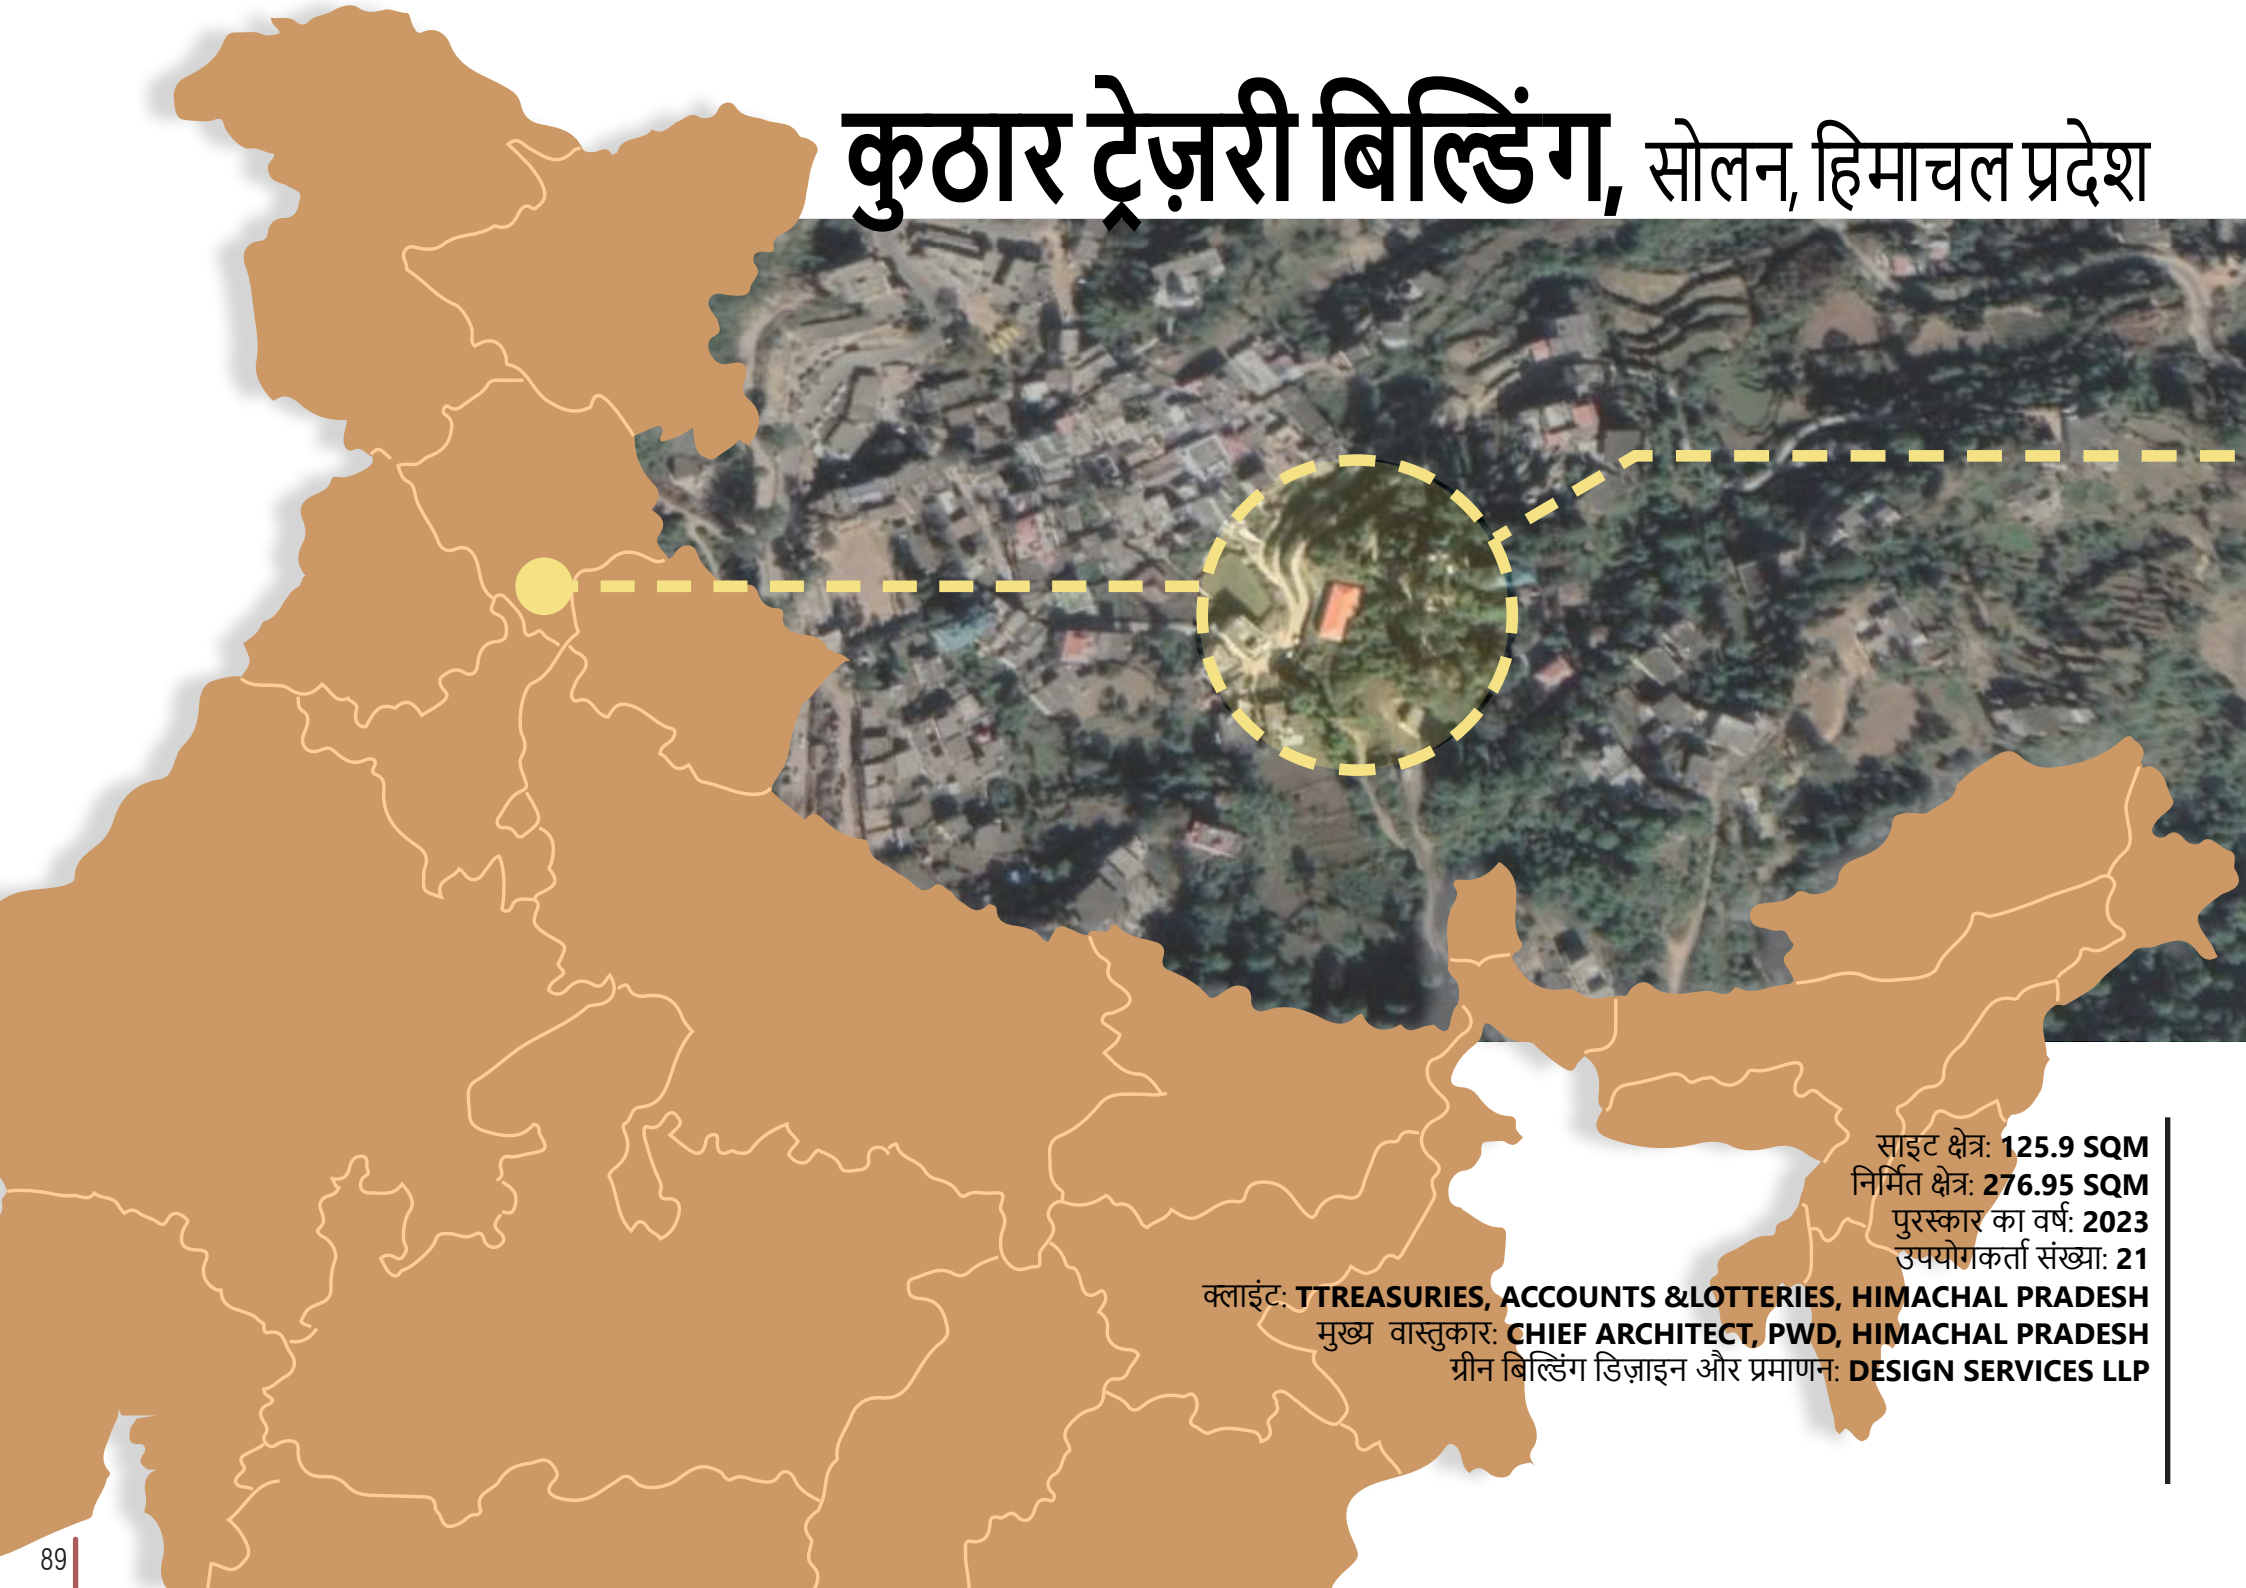 कुठार ट्रेज़री बिल्डिंग, सोलन, हिमाचल प्रदेश
साइट क्षेत्र: 125.9 SQM
निर्मित क्षेत्र: 276.95 SQM
पुरस्कार का वर्ष: 2023
उपयोगकर्ता संख्या: 21
क्लाइंट: TTREASURIES, ACCOUNTS &LOTTERIES, HIMACHAL PRADESH
मुख्य वास्तुकार: CHIEF ARCHITECT, PWD, HIMACHAL PRADESH
ग्रीन बिल्डिंग डिज़ाइन और प्रमाणन: DESIGN SERVICES LLP
89